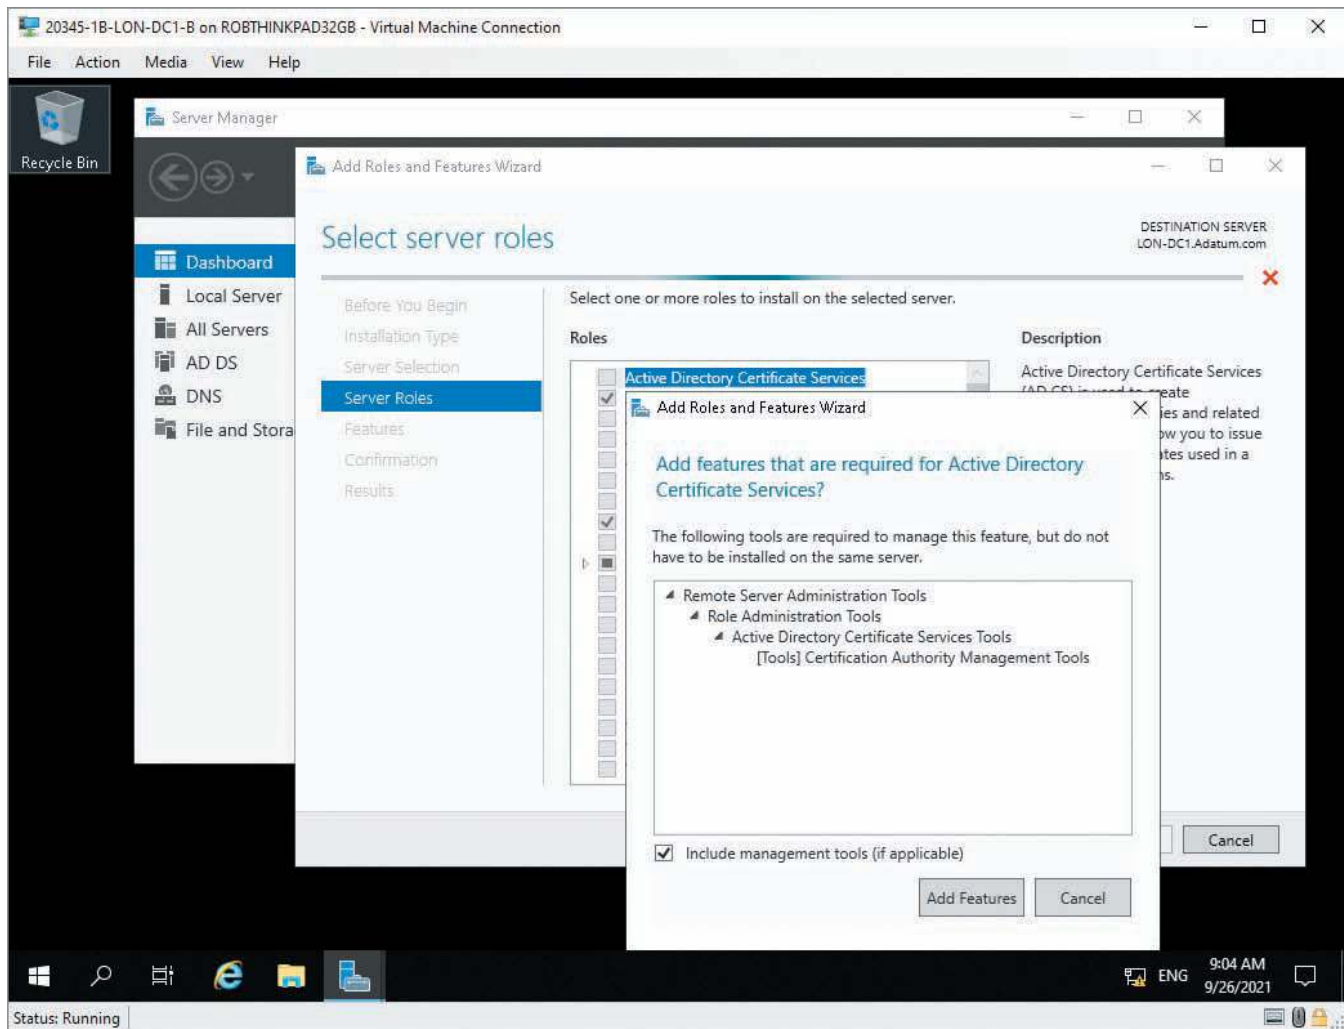 20345-1B-LON-DC1-B on ROBTHINKPAD32GB - Virtual Machine Connection
File Action Media View Help
Recycle Bin
Server Manager
Add Roles and Features Wizard
Select server roles
DESTINATION SERVER
LON-DC1.Adatum.com
Dashboard
Local Server
All Servers
AD DS
DNS
File and Stora
Before You Begin
Installation Type
Server Selection
Server Roles
Features
Confirmation
Results
Select one or more roles to install on the selected server.
Roles
Active Directory Certificate Services
Description
Active Directory Certificate Services
(AD CS) is used to create
ies and related
ow you to issue
ates used in a
ns.
Add Roles and Features Wizard
Add features that are required for Active Directory
Certificate Services?
The following tools are required to manage this feature, but do not
have to be installed on the same server.
Remote Server Administration Tools
Role Administration Tools
Active Directory Certificate Services Tools
[Tools] Certification Authority Management Tools
Include management tools (if applicable)
Add Features Cancel
Cancel
ENG
9:04 AM
9/26/2021
Status: Running